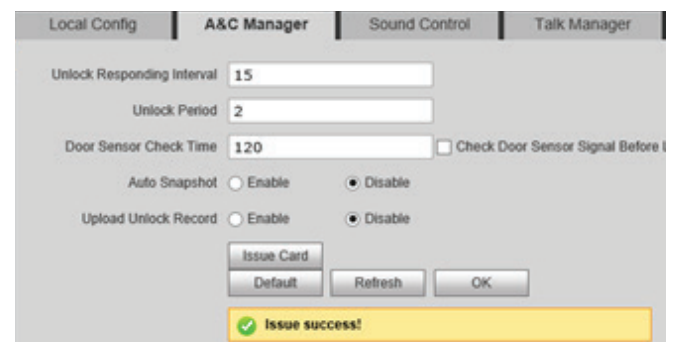 Local Config A&C Manager Sound Control Talk Manager
Unlock Responding Interval 15
Unlock Period 2
Door Sensor Check Time 120 Check Door Sensor Signal Before
Auto Snapshot Enable Disable
Upload Unlock Record Enable Disable
Issue Card
Default Refresh OK
Issue success!